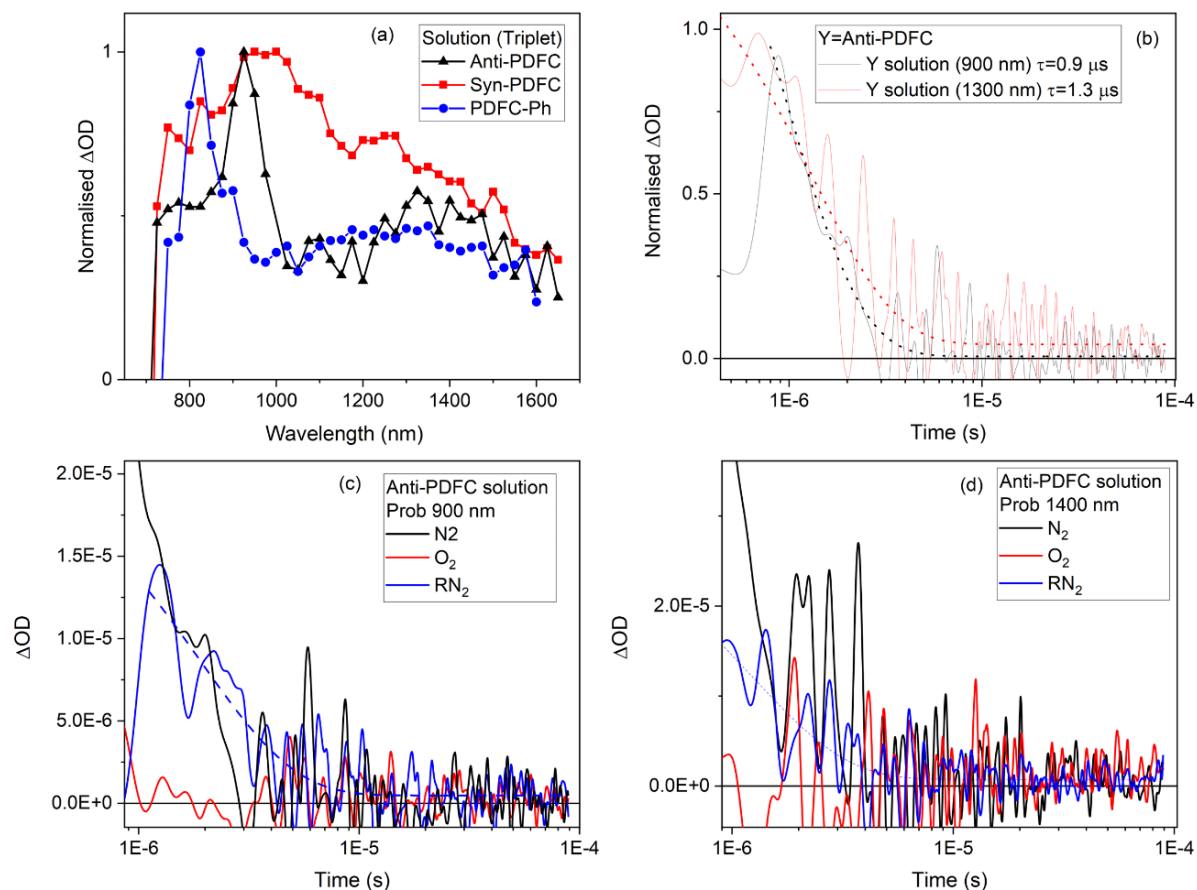 (a)
Solution (Triplet)
Anti-PDFC
Syn-PDFC
PDFC-Ph
1
0
Normalised ΔOD
800 1000 1200 1400 1600
Wavelength (nm)
(b)
Y=Anti-PDFC
Y solution (900 nm) τ=0.9 μs
Y solution (1300 nm) τ=1.3 μs
1.0
0.5
0.0
Normalised ΔOD
1E-6 1E-5 1E-4
Time (s)
(c)
Anti-PDFC solution
Prob 900 nm
N2
O₂
RN₂
2.0E-5
1.5E-5
1.0E-5
5.0E-6
0.0E+0
ΔOD
1E-6 1E-5 1E-4
Time (s)
(d)
Anti-PDFC solution
Prob 1400 nm
N₂
O₂
RN₂
2.0E-5
0.0E+0
ΔOD
1E-6 1E-5 1E-4
Time (s)